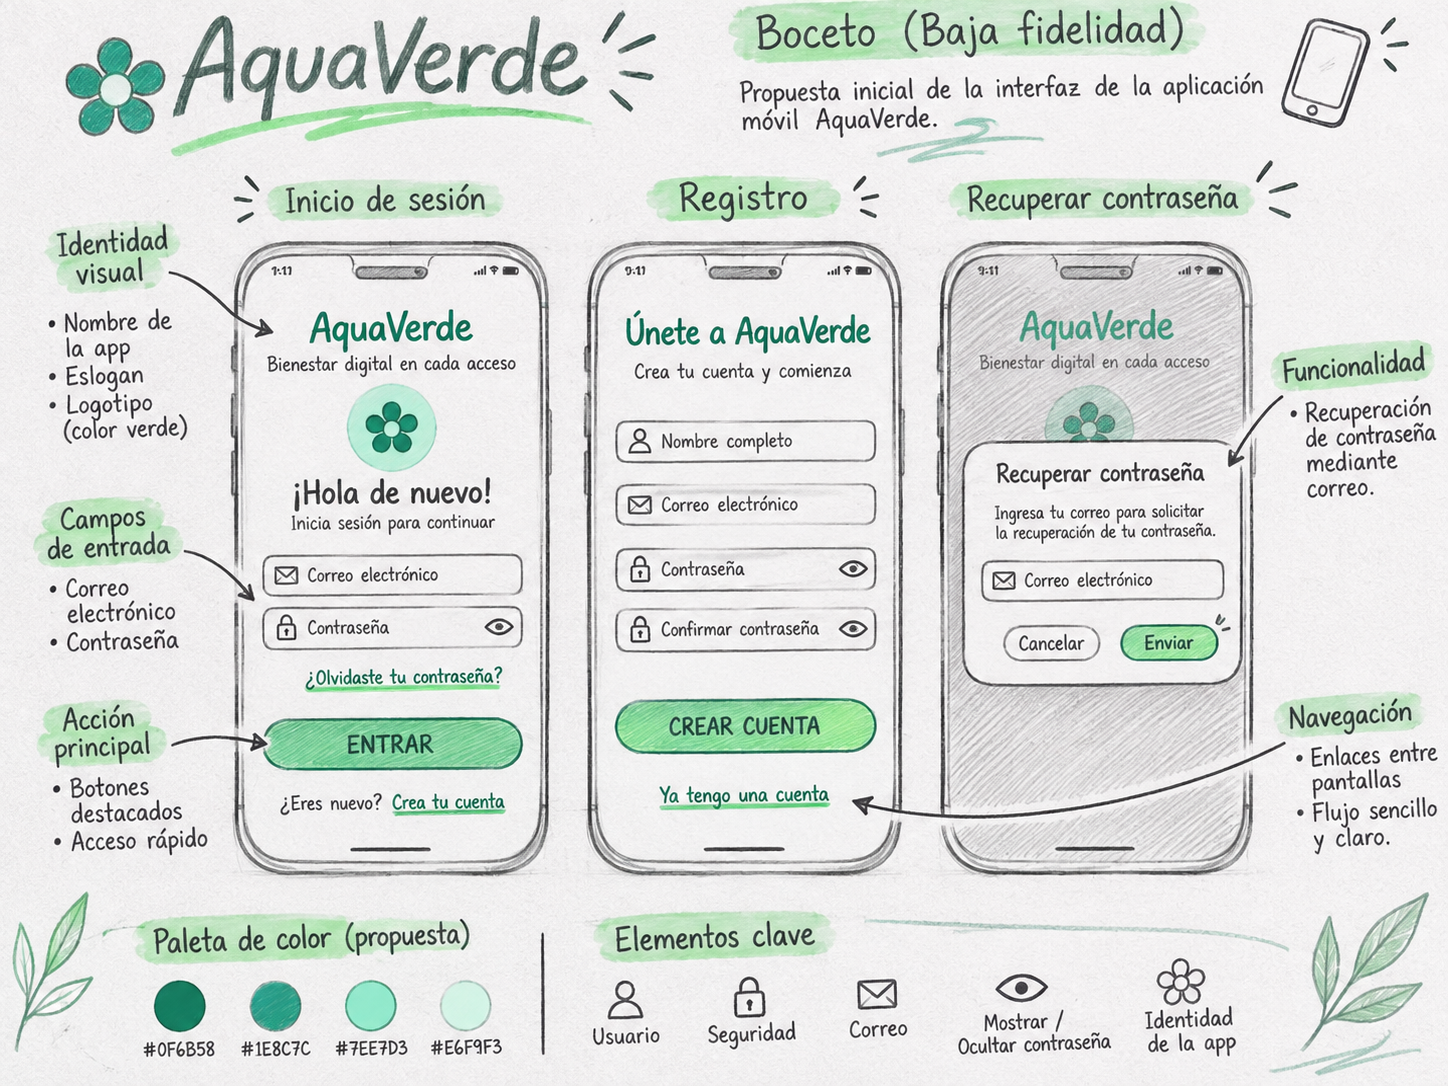 AquaVerde
Boceto (Baja fidelidad)
Propuesta inicial de la interfaz de la aplicación
móvil AquaVerde.
Inicio de sesión
Registro
Recuperar contraseña
Identidad
visual
• Nombre de
la app
• Eslogan
• Logotipo
(color verde)
Campos
de entrada
• Correo
electrónico
• Contraseña
Acción
principal
• Botones
destacados
• Acceso rápido
9:11
AquaVerde
Bienestar digital en cada acceso
¡Hola de nuevo!
Inicia sesión para continuar
Correo electrónico
Contraseña
¿Olvidaste tu contraseña?
ENTRAR
¿Eres nuevo? Crea tu cuenta
9:11
Únete a AquaVerde
Crea tu cuenta y comienza
Nombre completo
Correo electrónico
Contraseña
Confirmar contraseña
CREAR CUENTA
Ya tengo una cuenta
9:11
AquaVerde
Bienestar digital en cada acceso
Recuperar contraseña
Ingresa tu correo para solicitar
la recuperación de tu contraseña.
Correo electrónico
Cancelar
Enviar
Funcionalidad
• Recuperación
de contraseña
mediante
correo.
Navegación
• Enlaces entre
pantallas
• Flujo sencillo
y claro.
Paleta de color (propuesta)
#0F6B58
#1E8C7C
#7EE7D3
#E6F9F3
Elementos clave
Usuario
Seguridad
Correo
Mostrar /
Ocultar contraseña
Identidad
de la app